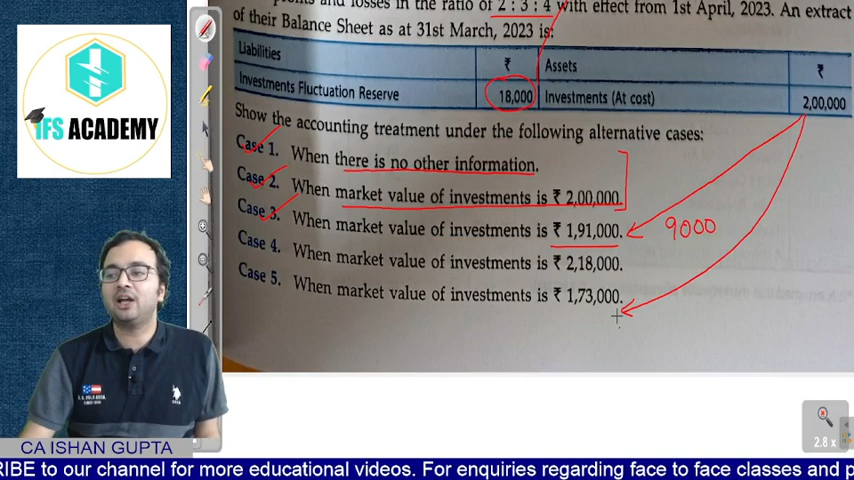 profits and losses in the ratio of 2 : 3 : 4 with effect from 1st April, 2023. An extract
of their Balance Sheet as at 31st March, 2023 is:
Liabilities ₹ Assets ₹
Investments Fluctuation Reserve 18,000 Investments (At cost) 2,00,000
Show the accounting treatment under the following alternative cases:
Case 1. When there is no other information.
Case 2. When market value of investments is ₹ 2,00,000.
Case 3. When market value of investments is ₹ 1,91,000.
9000
Case 4. When market value of investments is ₹ 2,18,000.
Case 5. When market value of investments is ₹ 1,73,000.
IFS ACADEMY
2.8 x
CA ISHAN GUPTA
RIBE to our channel for more educational videos. For enquiries regarding face to face classes and p